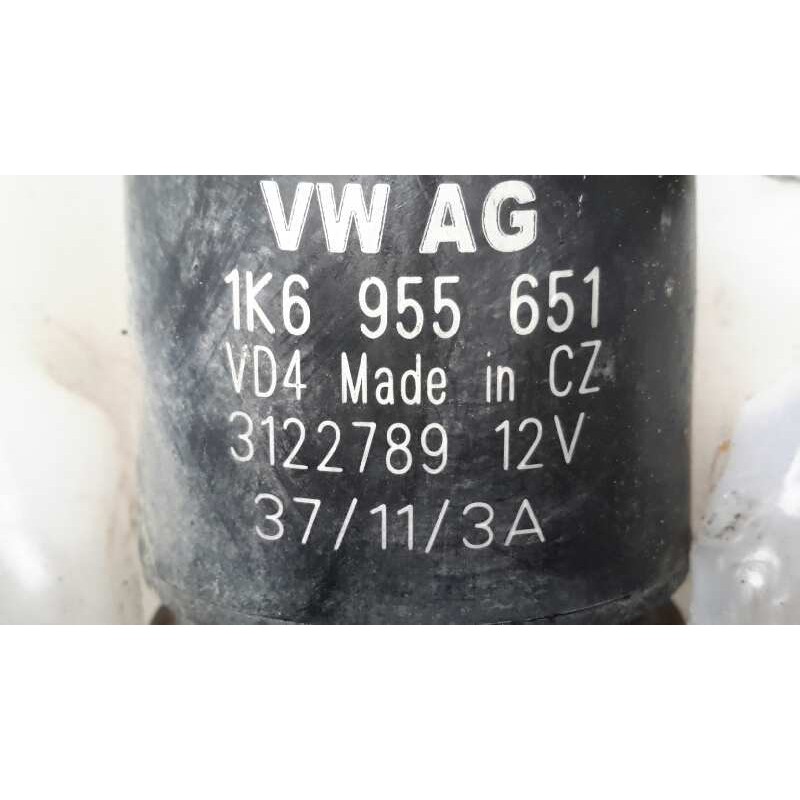 VW AG
1K6 955 651
VD4 Made in CZ
3122789 12V
37/11/3A